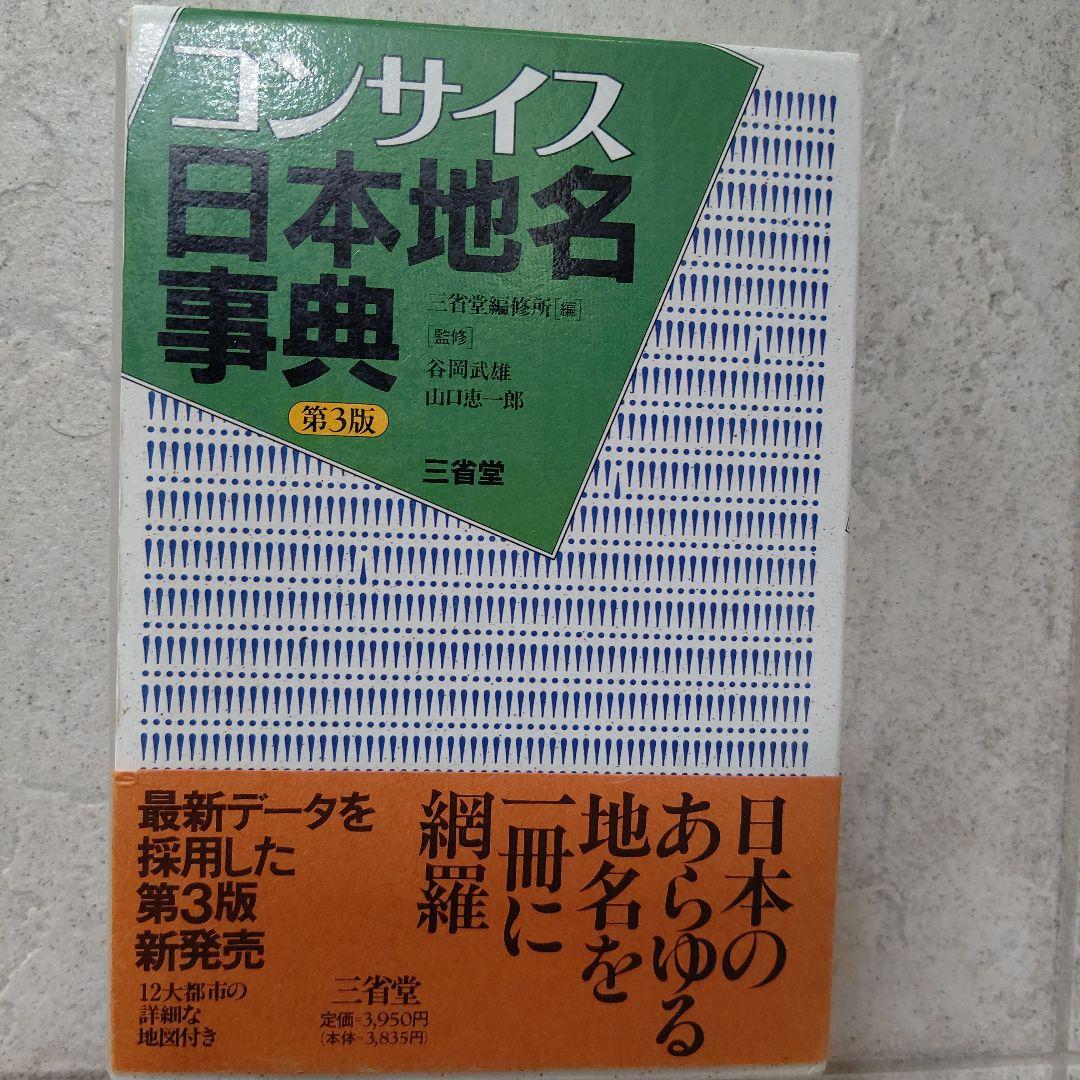 コンサイス
日本地名
事典
第3版
三省堂編修所[編]
[監修]
谷岡武雄
山口恵一郎
三省堂
日本の
あらゆる
地名を
一冊に
網羅
最新データを
採用した
第3版
新発売
12大都市の
詳細な
地図付き
三省堂
定価=3,950円
(本体=3,835円)